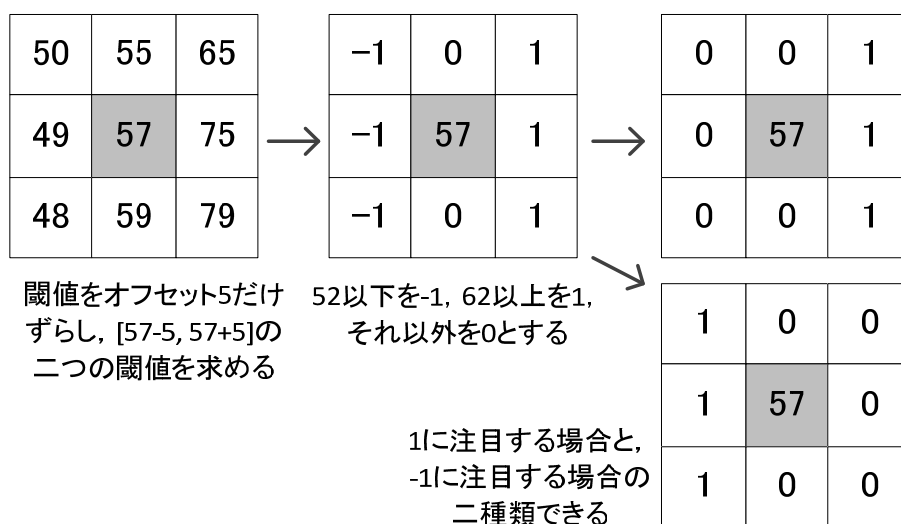 50 55 65
49 57 75
48 59 79
閾値をオフセット5だけ
ずらし, [57-5, 57+5]の
二つの閾値を求める
-1 0 1
-1 57 1
-1 0 1
52以下を-1, 62以上を1,
それ以外を0とする
0 0 1
0 57 1
0 0 1
1 0 0
1 57 0
1 0 0
1に注目する場合と,
-1に注目する場合の
二種類できる